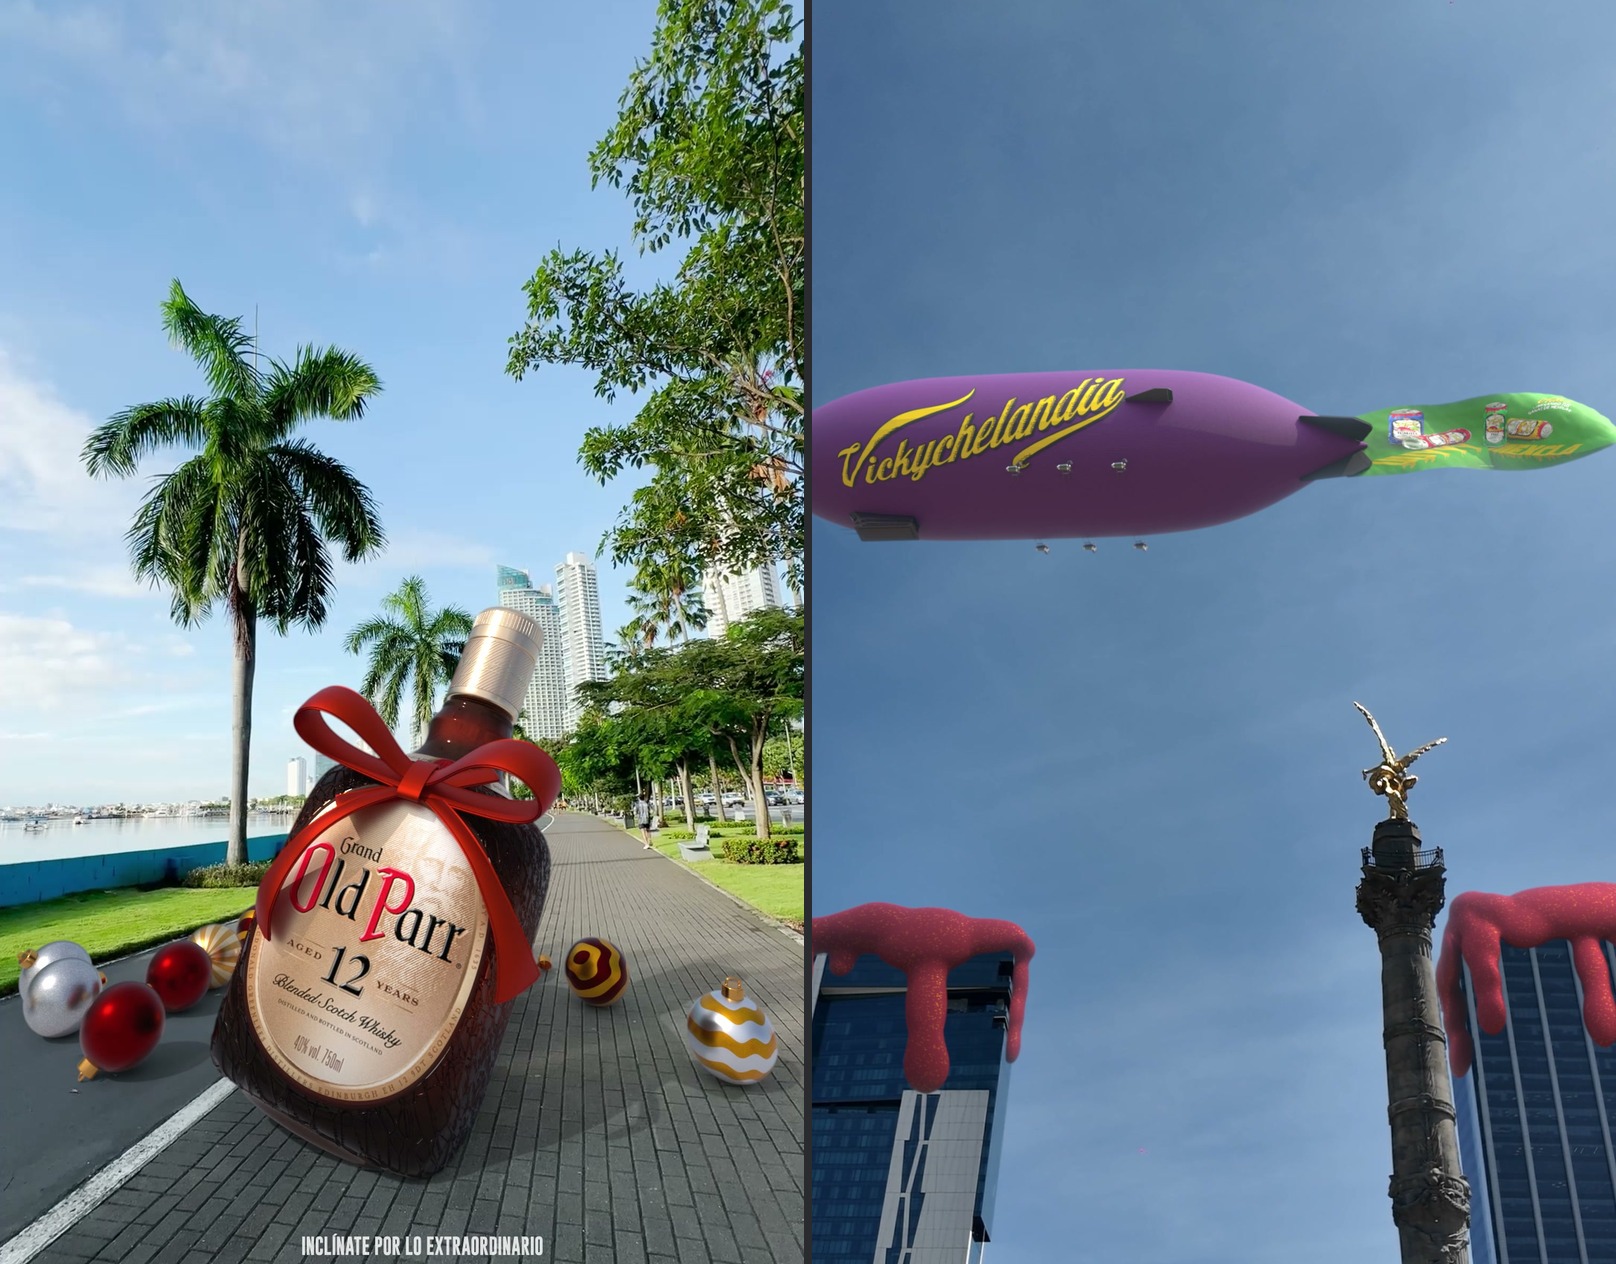 Grand
Old Parr
AGED 12 YEARS
Blended Scotch Whisky
DISTILLED AND BOTTLED IN SCOTLAND
40% vol. 750ml
INCLÍNATE POR LO EXTRAORDINARIO
Vickychelandia